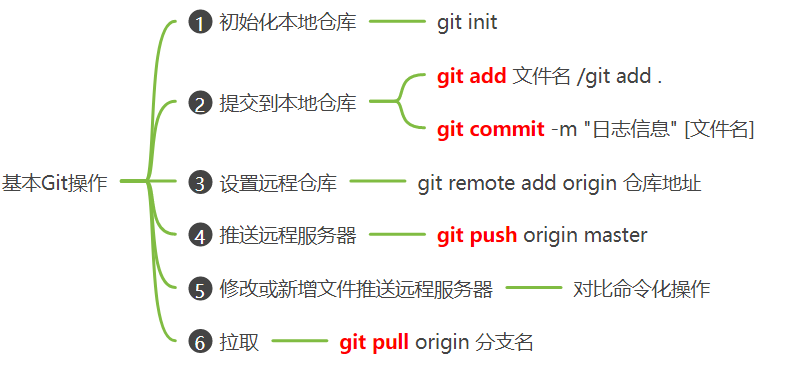 基本Git操作
1 初始化本地仓库
git init
2 提交到本地仓库
git add 文件名 /git add .
git commit -m "日志信息" [文件名]
3 设置远程仓库
git remote add origin 仓库地址
4 推送远程服务器
git push origin master
5 修改或新增文件推送远程服务器
对比命令化操作
6 拉取
git pull origin 分支名